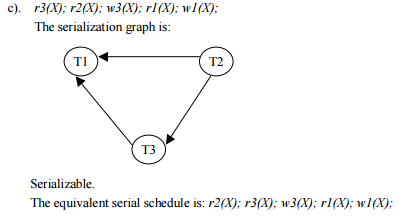 c). r3(X); r2(X); w3(X); r1(X); w1(X);
The serialization graph is:
T1
T2
T3
Serializable.
The equivalent serial schedule is: r2(X); r3(X); w3(X); r1(X); w1(X);